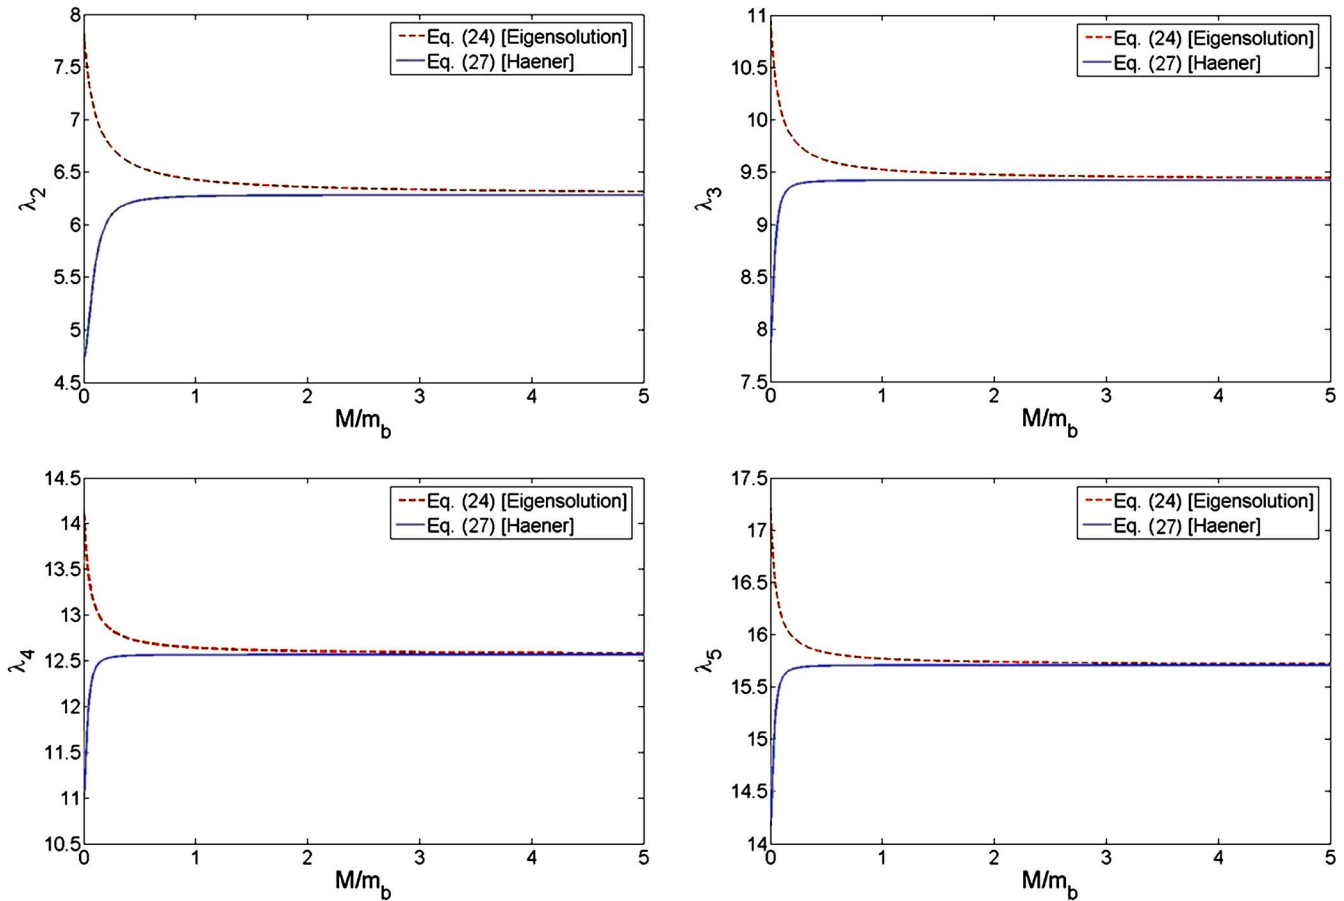 8
7.5
7
6.5
6
5.5
5
4.5
λ2
0 1 2 3 4 5
M/mb
Eq. (24) [Eigensolution]
Eq. (27) [Haener]
11
10.5
10
9.5
9
8.5
8
7.5
λ3
0 1 2 3 4 5
M/mb
Eq. (24) [Eigensolution]
Eq. (27) [Haener]
14.5
14
13.5
13
12.5
12
11.5
11
10.5
λ4
0 1 2 3 4 5
M/mb
Eq. (24) [Eigensolution]
Eq. (27) [Haener]
17.5
17
16.5
16
15.5
15
14.5
14
λ5
0 1 2 3 4 5
M/mb
Eq. (24) [Eigensolution]
Eq. (27) [Haener]